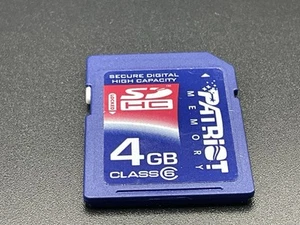 SECURE DIGITAL
HIGH CAPACITY
SD
HC
4GB
CLASS 6
PATRIOT
MEMORY